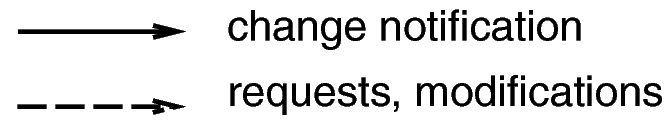 change notification
requests, modifications